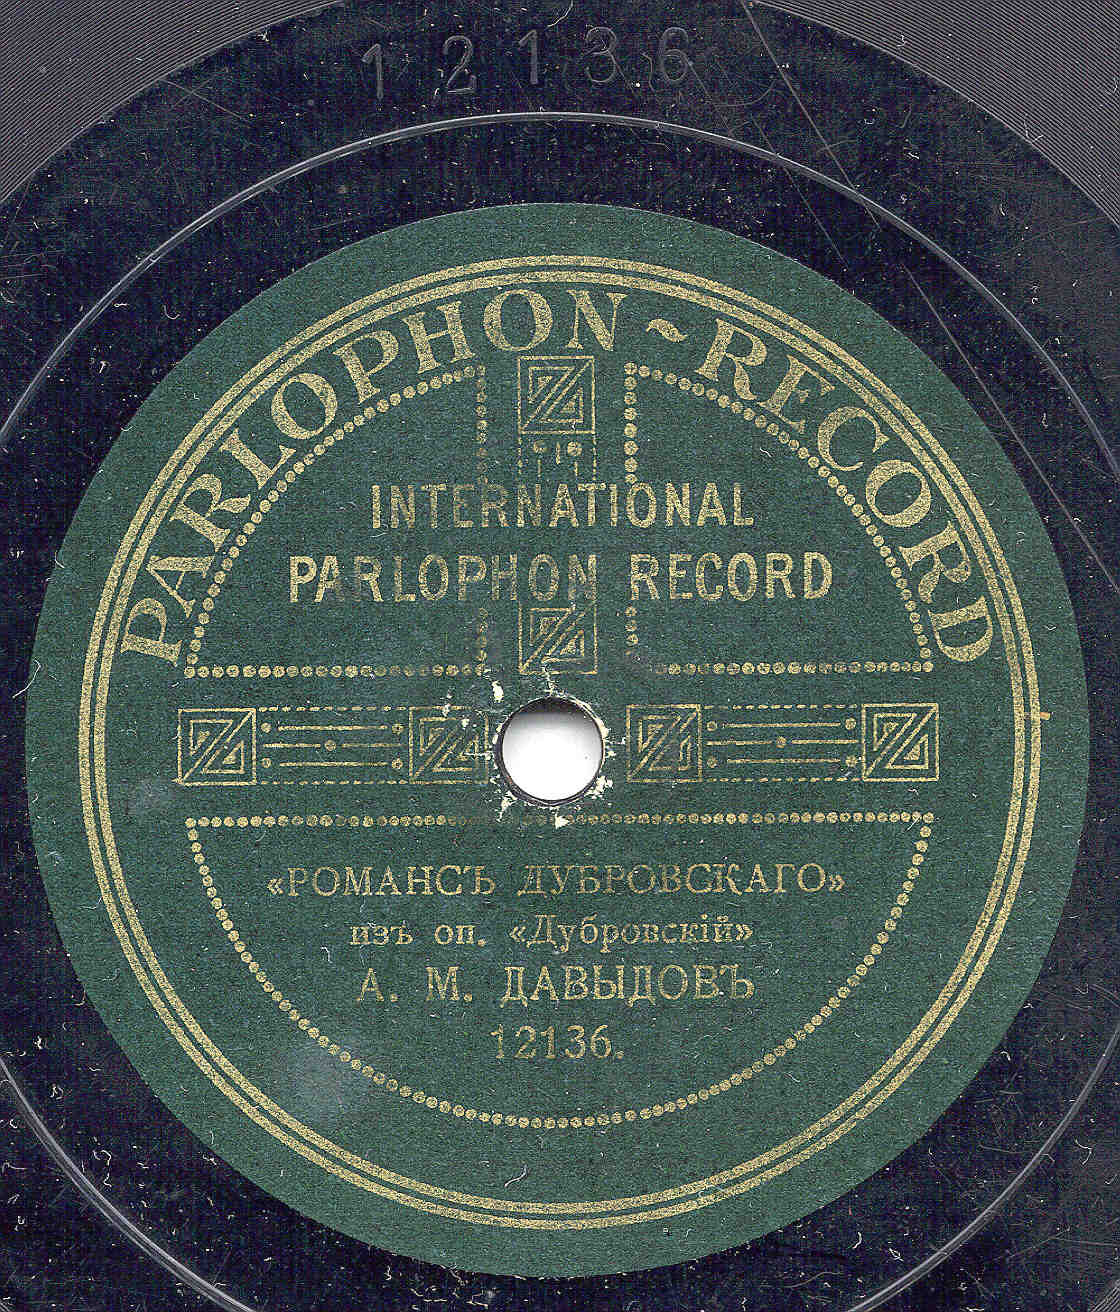 12136
PARLOPHON ~ RECORD
INTERNATIONAL
PARLOPHON RECORD
«РОМАНСЪ ДУБРОВСКАГО»
изъ оп. «Дубровскій»
А. М. ДАВЫДОВЪ
12136.